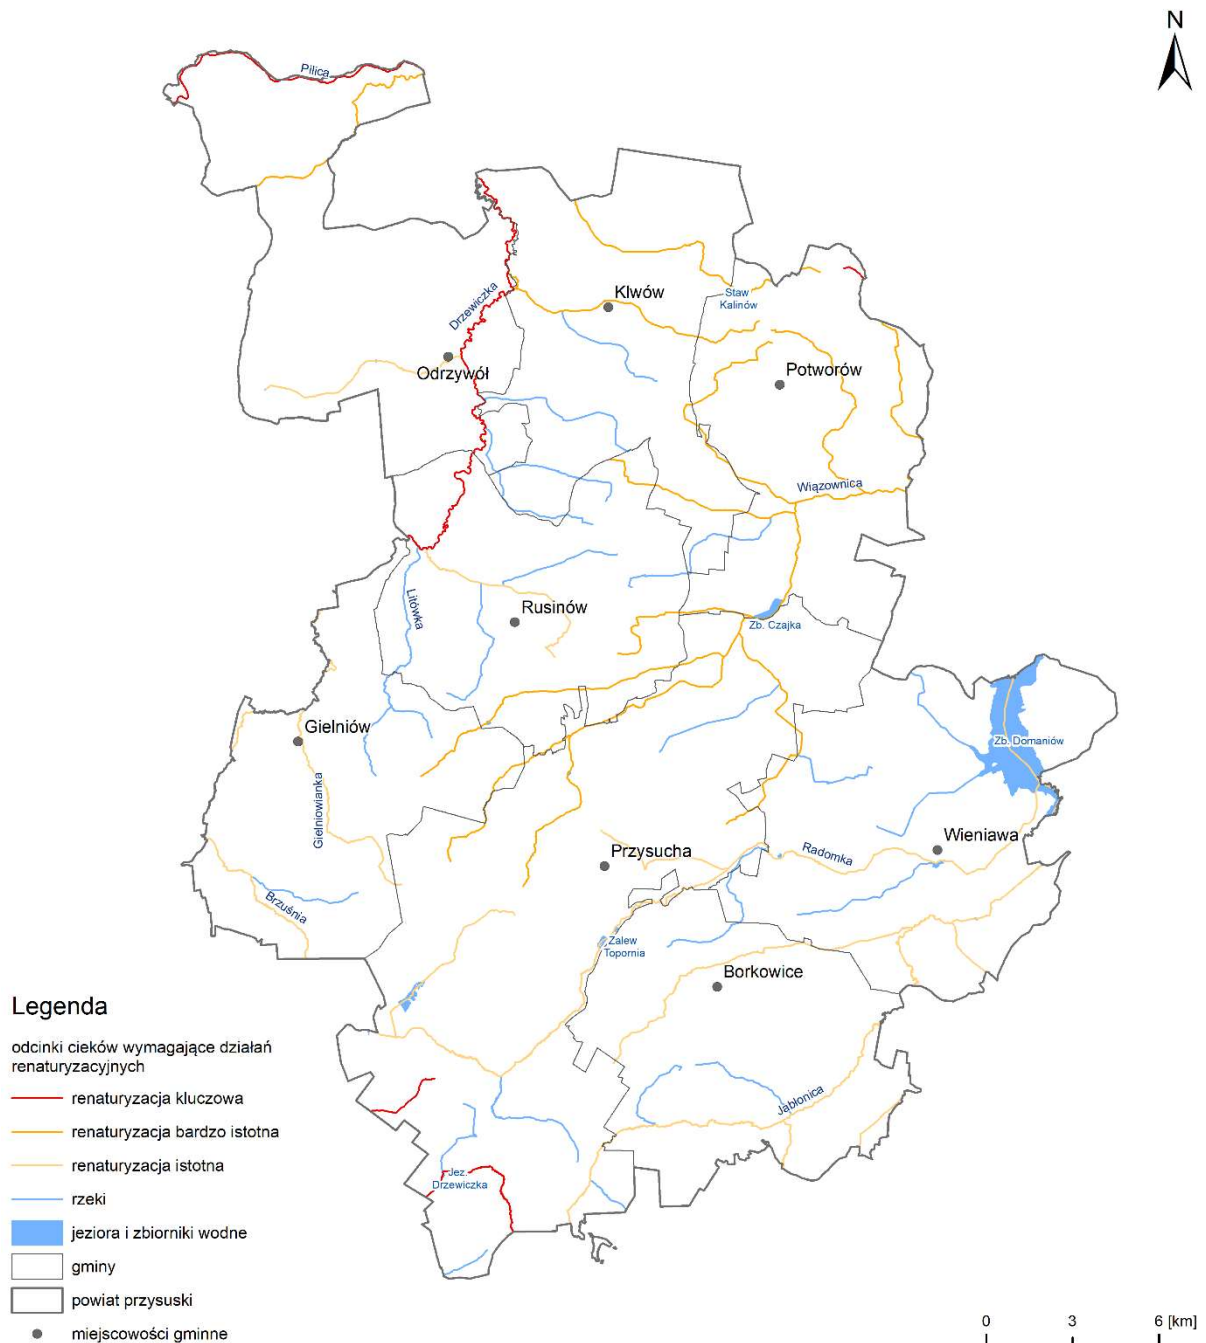 N
Pilica
Drzewiczka
Klwów
Staw
Kalinów
Odrzywół
Potworów
Wiązownica
Litówka
Rusinów
Zb. Czajka
Gielniów
Zb. Domaniów
Gielniowianka
Przysucha
Radomka
Wieniawa
Brzuśnia
Zalew
Topornia
Borkowice
Jabłonica
Jez.
Drzewiczka
Legenda
odcinki cieków wymagające działań
renaturyzacyjnych
renaturyzacja kluczowa
renaturyzacja bardzo istotna
renaturyzacja istotna
rzeki
jeziora i zbiorniki wodne
gminy
powiat przysuski
miejscowości gminne
0 3 6 [km]